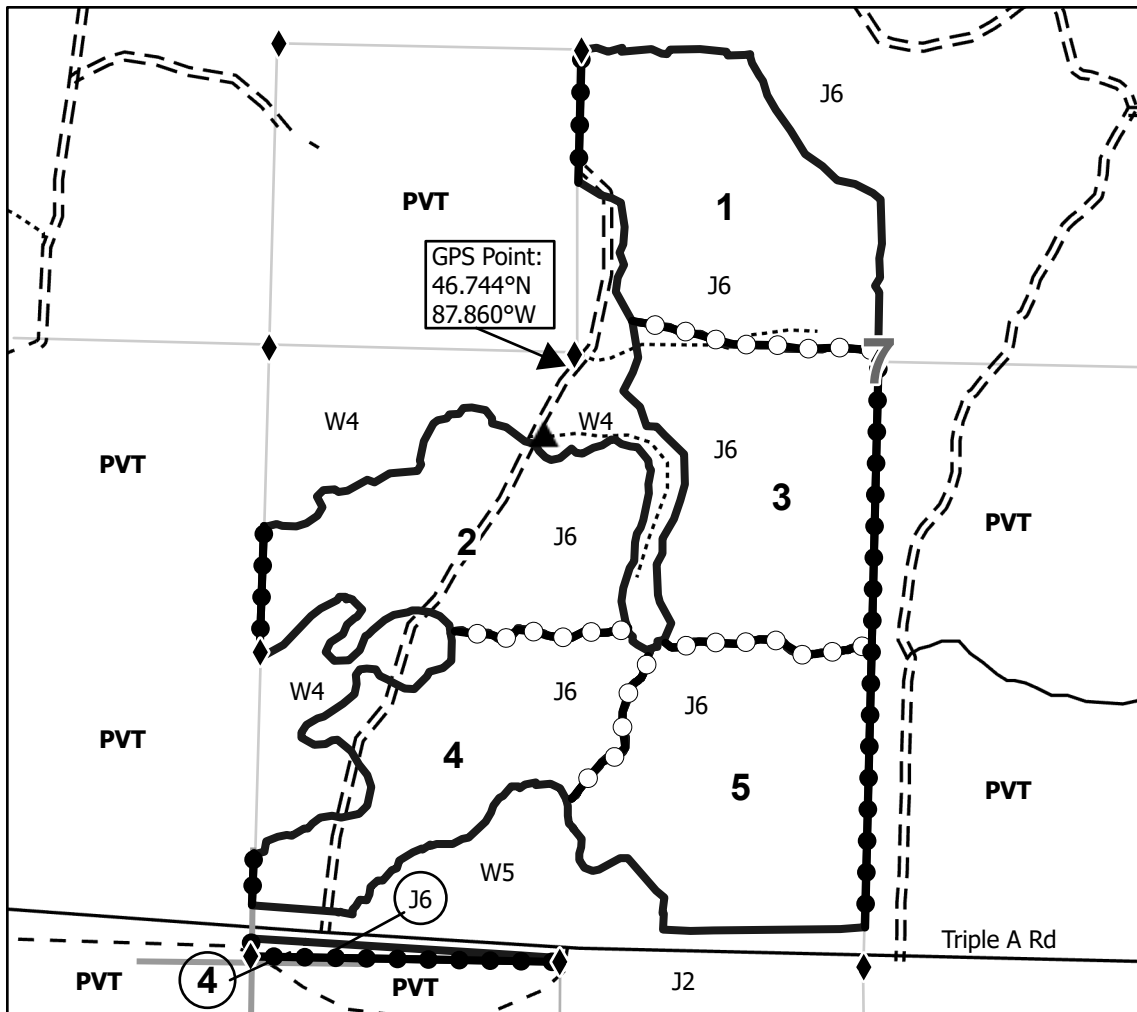 J6
1
PVT
GPS Point:
46.744°N
87.860°W
J6
7
W4
W4
J6
PVT
3
PVT
2
J6
W4
J6
J6
PVT
4
5
PVT
W5
J6
Triple A Rd
PVT
4
PVT
J2